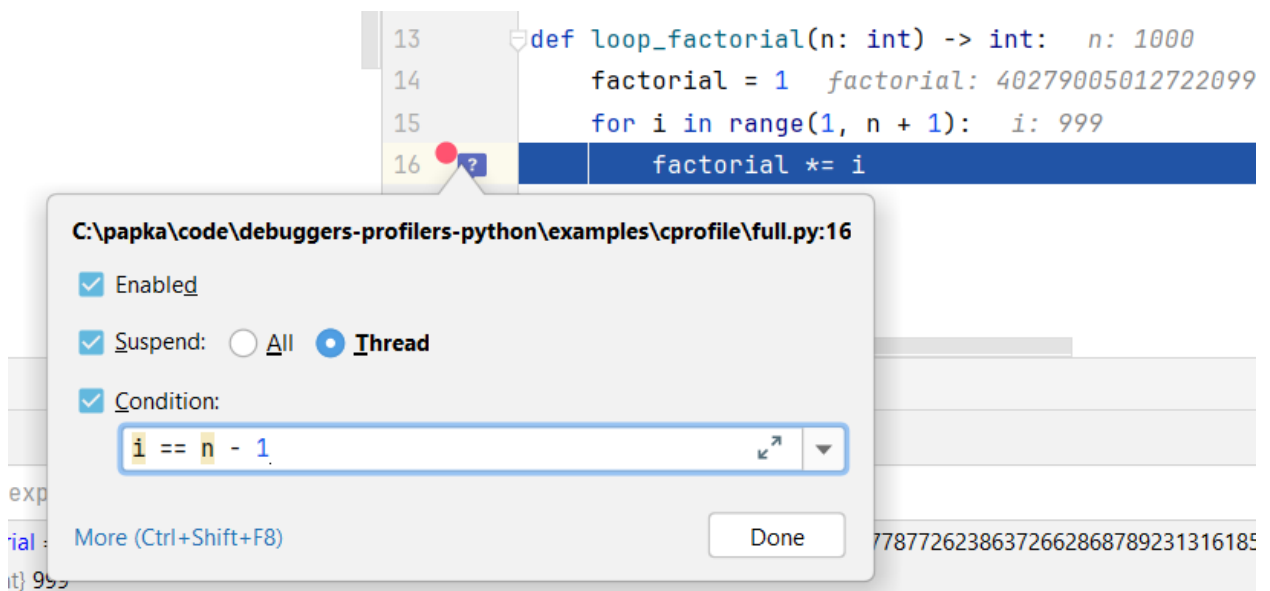 13 def loop_factorial(n: int) -> int: n: 1000
14 factorial = 1 factorial: 40279005012722099
15 for i in range(1, n + 1): i: 999
16 factorial *= i
C:\papka\code\debuggers-profilers-python\examples\cprofile\full.py:16
Enabled
Suspend: All Thread
Condition:
i == n - 1
exp
rial =
More (Ctrl+Shift+F8) Done
77877262386372662868789231316185
nt} 999